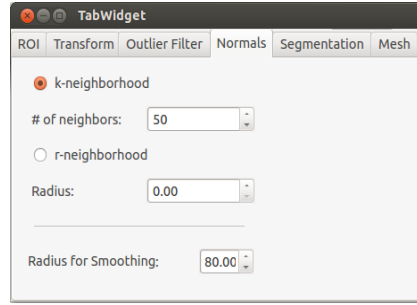 TabWidget
ROI Transform Outlier Filter Normals Segmentation Mesh
k-neighborhood
# of neighbors: 50
r-neighborhood
Radius: 0.00
Radius for Smoothing: 80.00